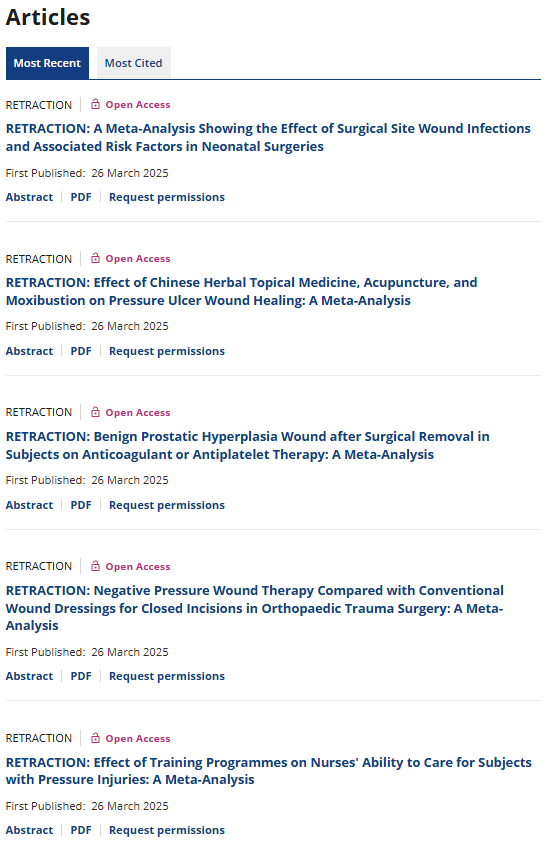 Articles
Most Recent
Most Cited
RETRACTION Open Access
RETRACTION: A Meta-Analysis Showing the Effect of Surgical Site Wound Infections
and Associated Risk Factors in Neonatal Surgeries
First Published: 26 March 2025
Abstract PDF Request permissions
RETRACTION Open Access
RETRACTION: Effect of Chinese Herbal Topical Medicine, Acupuncture, and
Moxibustion on Pressure Ulcer Wound Healing: A Meta-Analysis
First Published: 26 March 2025
Abstract PDF Request permissions
RETRACTION Open Access
RETRACTION: Benign Prostatic Hyperplasia Wound after Surgical Removal in
Subjects on Anticoagulant or Antiplatelet Therapy: A Meta-Analysis
First Published: 26 March 2025
Abstract PDF Request permissions
RETRACTION Open Access
RETRACTION: Negative Pressure Wound Therapy Compared with Conventional
Wound Dressings for Closed Incisions in Orthopaedic Trauma Surgery: A Meta-
Analysis
First Published: 26 March 2025
Abstract PDF Request permissions
RETRACTION Open Access
RETRACTION: Effect of Training Programmes on Nurses' Ability to Care for Subjects
with Pressure Injuries: A Meta-Analysis
First Published: 26 March 2025
Abstract PDF Request permissions